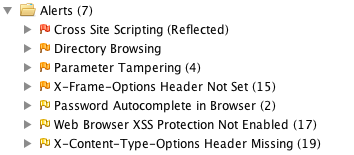 Alerts (7)
Cross Site Scripting (Reflected)
Directory Browsing
Parameter Tampering (4)
X-Frame-Options Header Not Set (15)
Password Autocomplete in Browser (2)
Web Browser XSS Protection Not Enabled (17)
X-Content-Type-Options Header Missing (19)